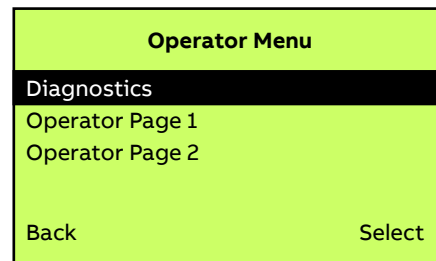 Operator Menu
Diagnostics
Operator Page 1
Operator Page 2
Back Select